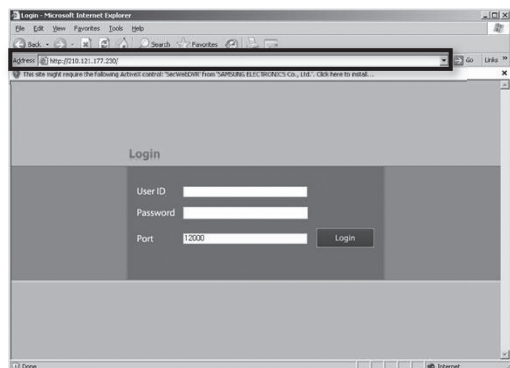 Login - Microsoft Internet Explorer
File Edit View Favorites Tools Help
Back Search Favorites
Address http://210.121.177.230/ Go Links »
This site might require the following ActiveX control: 'SecWebDVR' from 'SAMSUNG ELECTRONICS Co., Ltd.'. Click here to install...
Login
User ID
Password
Port 12000 Login
Done Internet